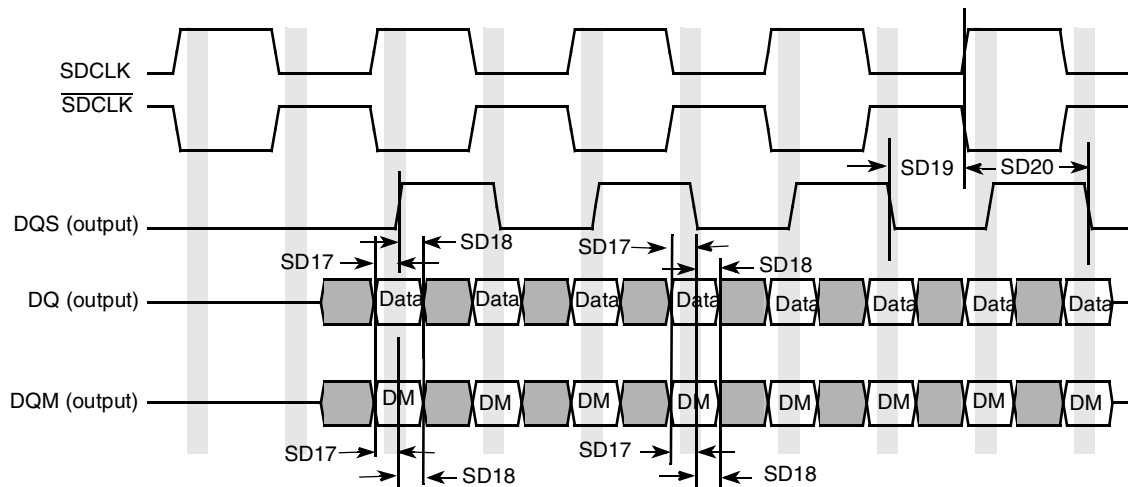 SDCLK
SDCLK
SD19 SD20
DQS (output)
SD18 SD17
SD17 SD18
DQ (output) Data Data Data Data Data Data Data Data
DQM (output) DM DM DM DM DM DM DM DM
SD17 SD17
SD18 SD18